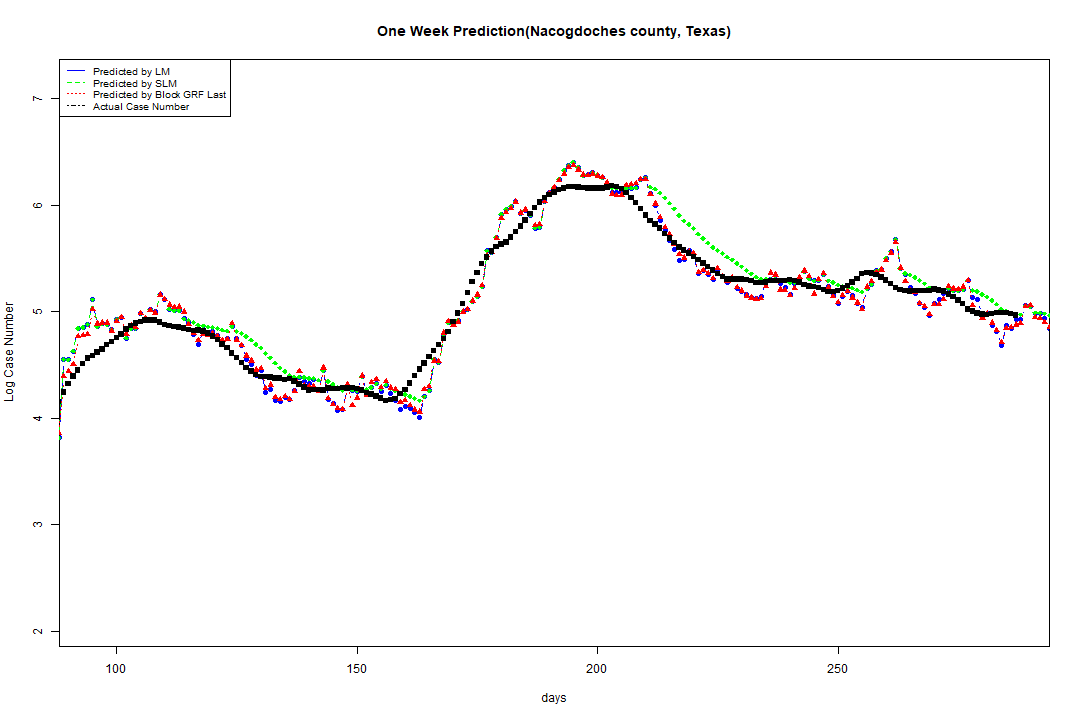 One Week Prediction(Nacogdoches county, Texas)
Predicted by LM
Predicted by SLM
Predicted by Block GRF Last
Actual Case Number
7
6
5
4
3
2
Log Case Number
100 150 200 250
days